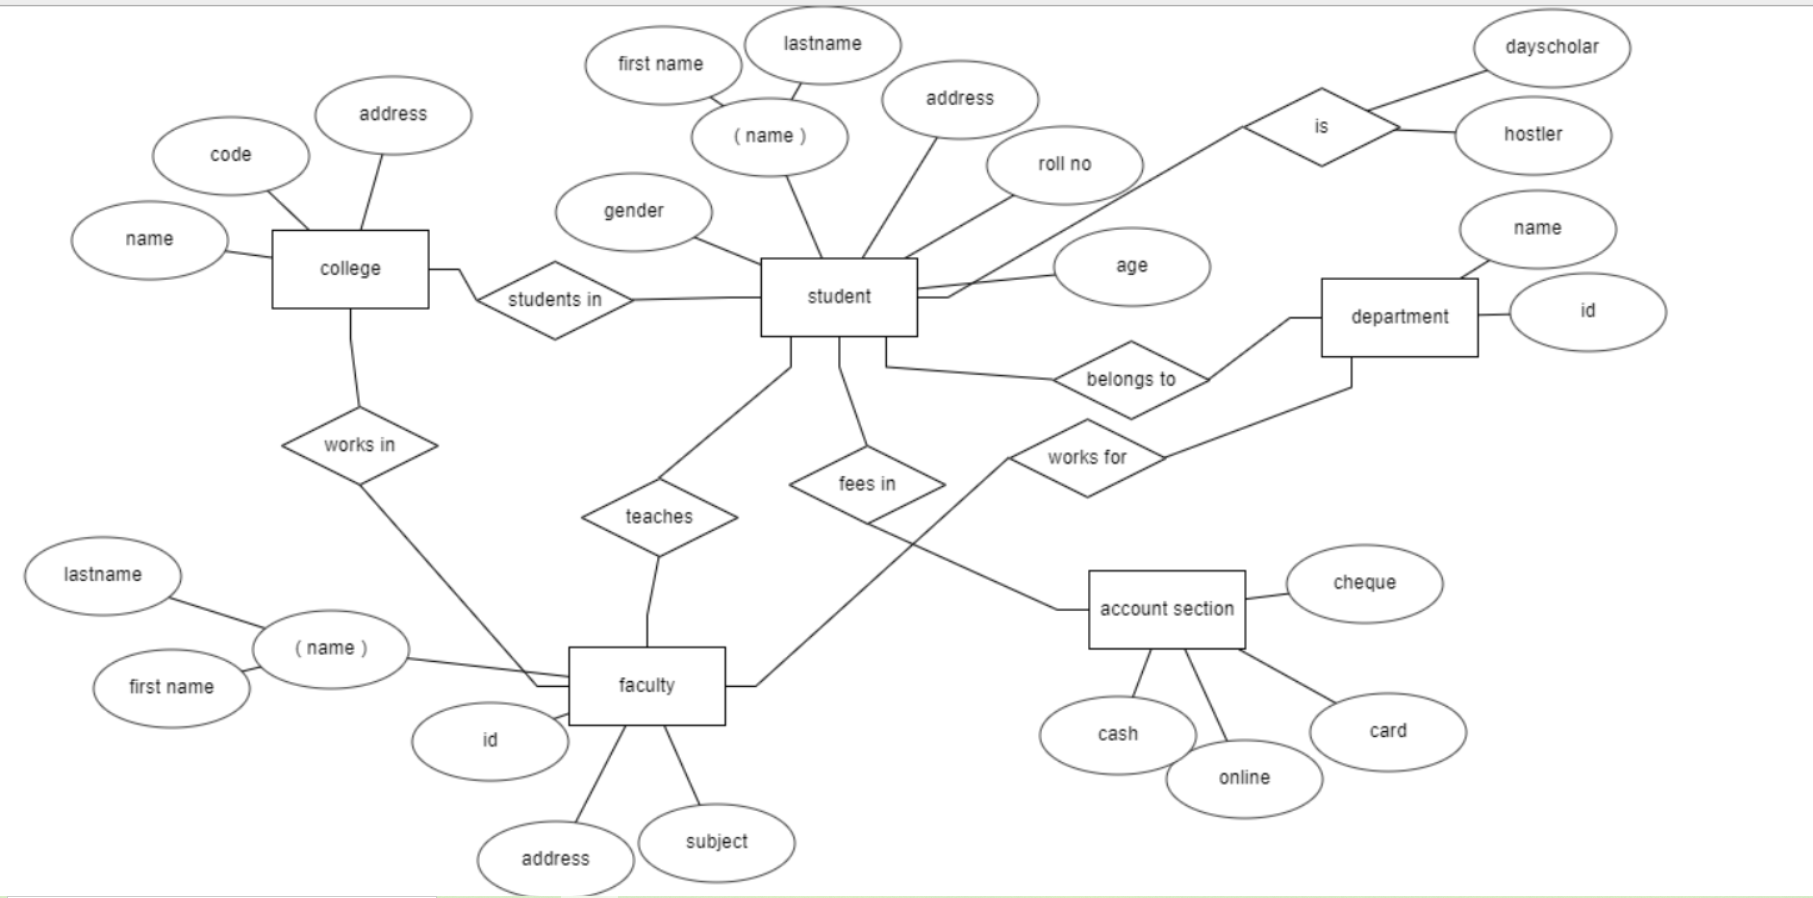 lastname
dayscholar
first name
address
address
is
hostler
( name )
code
roll no
gender
name
name
age
college
students in
student
department
id
belongs to
works in
works for
fees in
teaches
lastname
cheque
account section
( name )
first name
faculty
id
cash
card
online
address
subject